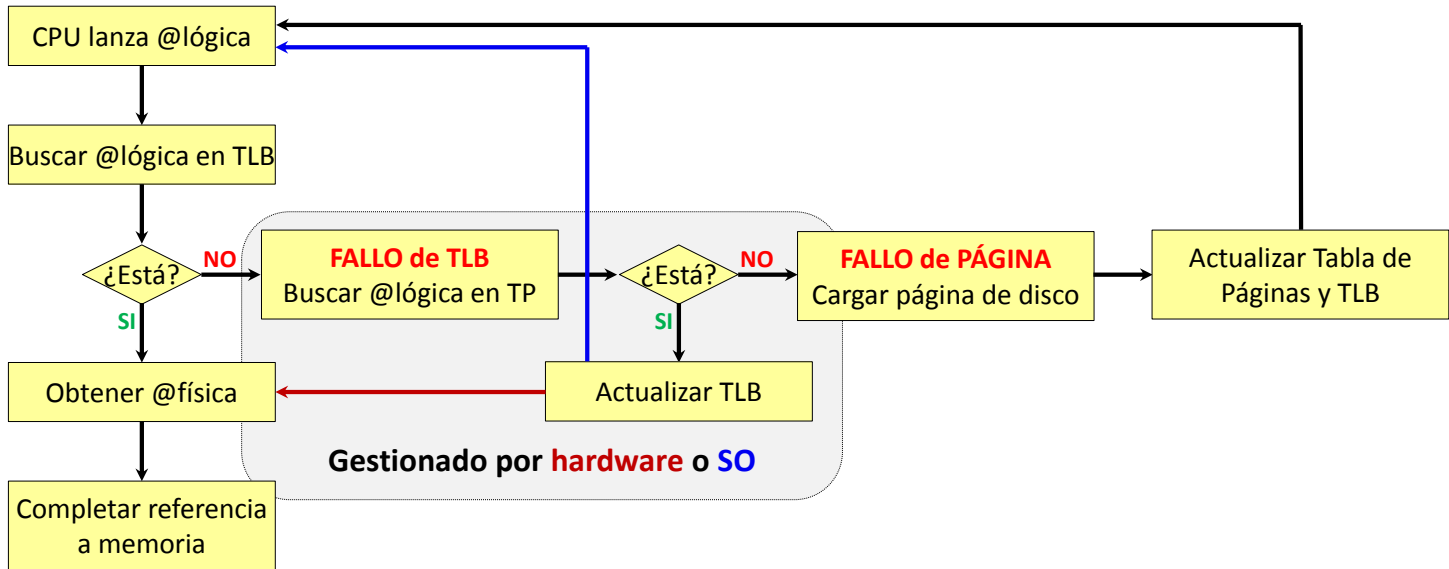 CPU lanza @lógica
Buscar @lógica en TLB
¿Está?
NO
SI
FALLO de TLB
Buscar @lógica en TP
¿Está?
NO
SI
FALLO de PÁGINA
Cargar página de disco
Actualizar Tabla de
Páginas y TLB
Obtener @física
Actualizar TLB
Gestionado por hardware o SO
Completar referencia
a memoria